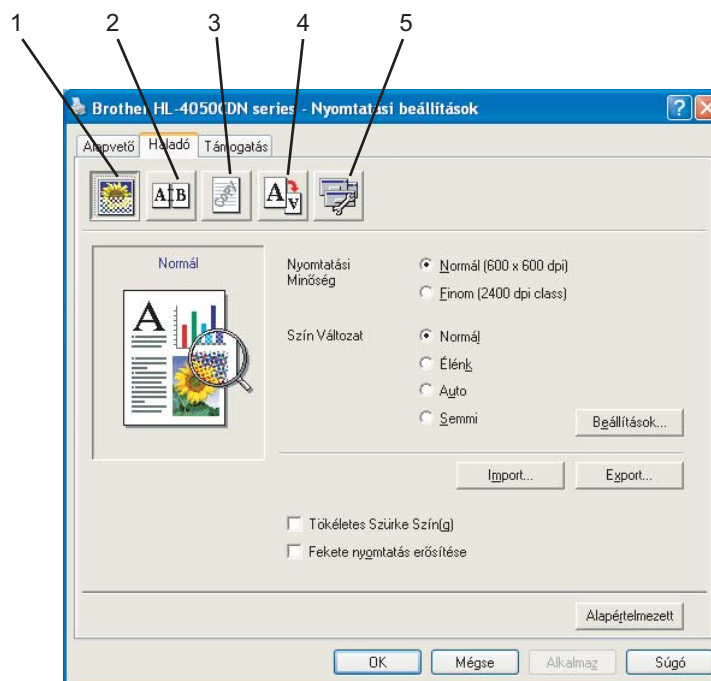 1 2 3 4 5
Brother HL-4050CDN series - Nyomtatási beállítások
Alapvető Haladó Támogatás
A B Copy A A
Normál
Nyomtatási Minőség
Normál (600 x 600 dpi)
Finom (2400 dpi class)
Szín Változat
Normál
Élénk
Auto
Semmi
Beállítások...
Import... Export...
Tökéletes Szürke Szín(g)
Fekete nyomtatás erősítése
Alapértelmezett
OK Mégse Alkalmaz Súgó